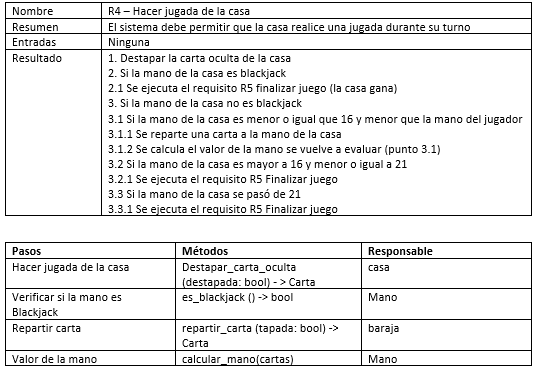 Nombre R4 – Hacer jugada de la casa
Resumen El sistema debe permitir que la casa realice una jugada durante su turno
Entradas Ninguna
Resultado 1. Destapar la carta oculta de la casa
2. Si la mano de la casa es blackjack
2.1 Se ejecuta el requisito R5 finalizar juego (la casa gana)
3. Si la mano de la casa no es blackjack
3.1 Si la mano de la casa es menor o igual que 16 y menor que la mano del jugador
3.1.1 Se reparte una carta a la mano de la casa
3.1.2 Se calcula el valor de la mano se vuelve a evaluar (punto 3.1)
3.2 Si la mano de la casa es mayor a 16 y menor o igual a 21
3.2.1 Se ejecuta el requisito R5 Finalizar juego
3.3 Si la mano de la casa se pasó de 21
3.3.1 Se ejecuta el requisito R5 Finalizar juego
Pasos Métodos Responsable
Hacer jugada de la casa Destapar_carta_oculta casa
(destapada: bool) - > Carta
Verificar si la mano es es_blackjack () -> bool Mano
Blackjack
Repartir carta repartir_carta (tapada: bool) -> baraja
Carta
Valor de la mano calcular_mano(cartas) Mano